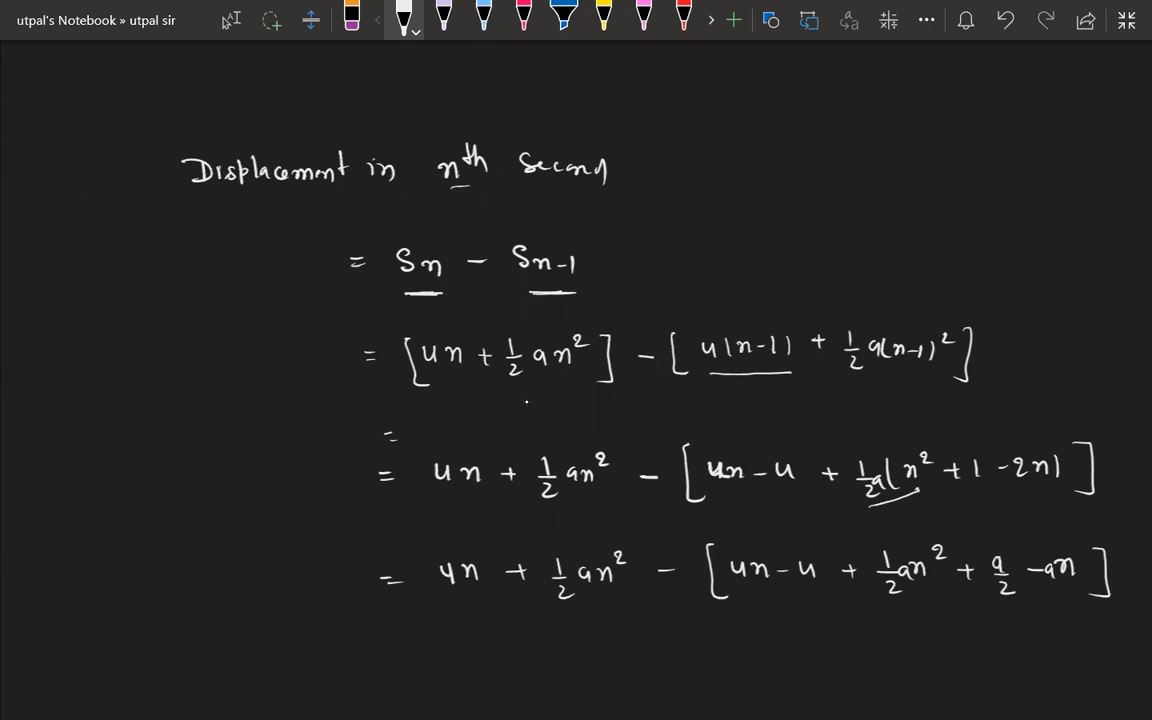 utpal's Notebook » utpal sir
Displacement in nth second
= Sn - Sn-1
= [un + 1/2 an²] - [u(n-1) + 1/2 a(n-1)²]
=
= un + 1/2 an² - [un - u + 1/2 a(n² + 1 - 2n)]
= un + 1/2 an² - [un - u + 1/2 an² + a/2 - an]